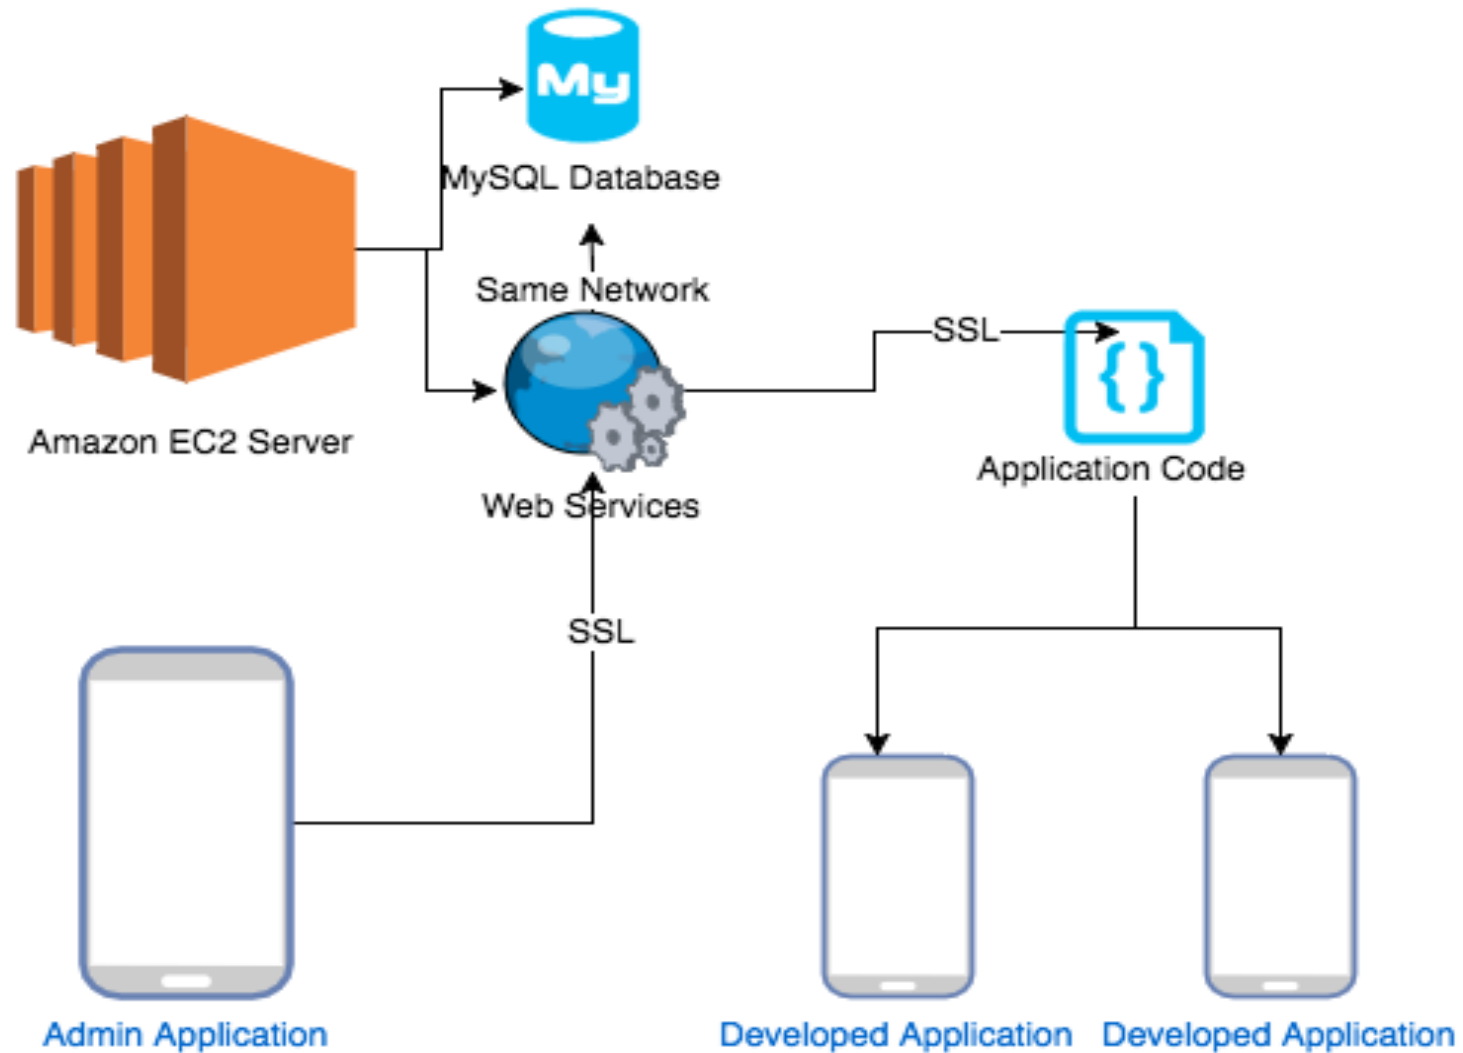 My
MySQL Database
Same Network
SSL
{}
Amazon EC2 Server
Application Code
Web Services
SSL
Admin Application
Developed Application
Developed Application